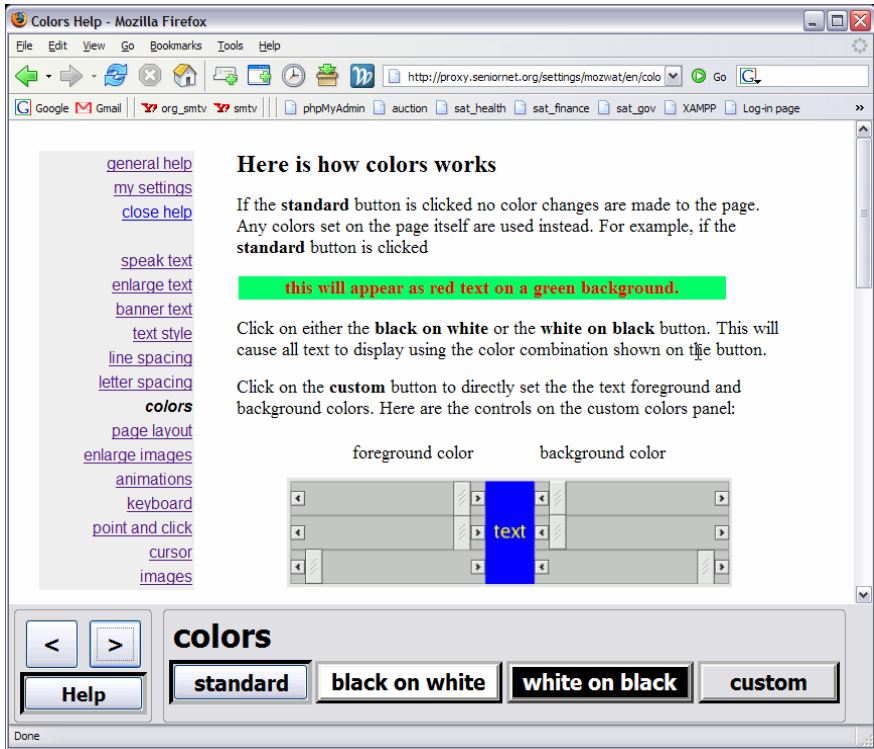 Colors Help - Mozilla Firefox
File Edit View Go Bookmarks Tools Help
http://proxy.seniornet.org/settings/mozwat/en/colo Go G
G Google Gmail org_smtv smtv phpMyAdmin auction sat_health sat_finance sat_gov XAMPP Log-in page »
general help
my settings
close help
speak text
enlarge text
banner text
text style
line spacing
letter spacing
colors
page layout
enlarge images
animations
keyboard
point and click
cursor
images
Here is how colors works
If the standard button is clicked no color changes are made to the page.
Any colors set on the page itself are used instead. For example, if the
standard button is clicked
this will appear as red text on a green background.
Click on either the black on white or the white on black button. This will
cause all text to display using the color combination shown on the button.
Click on the custom button to directly set the the text foreground and
background colors. Here are the controls on the custom colors panel:
foreground color background color
text
< >
Help
colors
standard black on white white on black custom
Done